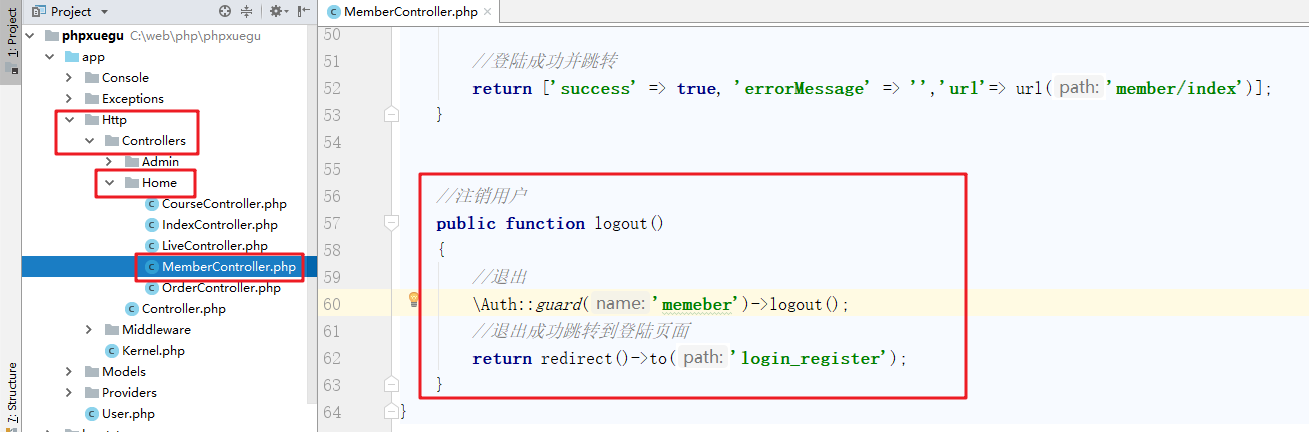 1: Project
Project
phpxuegu C:\web\php\phpxuegu
app
Console
Exceptions
Http
Controllers
Admin
Home
CourseController.php
IndexController.php
LiveController.php
MemberController.php
OrderController.php
Controller.php
Middleware
Kernel.php
Models
Providers
User.php
7: Structure
MemberController.php
50
51 //登陆成功并跳转
52 return ['success' => true, 'errorMessage' => '','url'=> url( path: 'member/index')];
53 }
54
55
56 //注销用户
57 public function logout()
58 {
59 //退出
60 \Auth::guard( name: 'memeber')->logout();
61 //退出成功跳转到登陆页面
62 return redirect()->to( path: 'login_register');
63 }
64 }